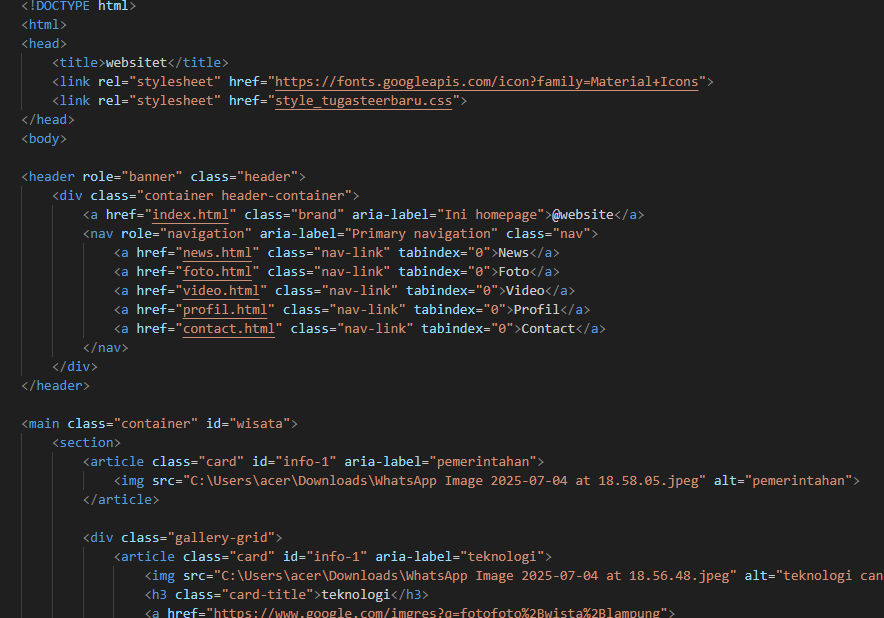 <!DOCTYPE html>
<html>
<head>
<title>websitet</title>
<link rel="stylesheet" href="https://fonts.googleapis.com/icon?family=Material+Icons">
<link rel="stylesheet" href="style_tugasteerbaru.css">
</head>
<body>
<header role="banner" class="header">
<div class="container header-container">
<a href="index.html" class="brand" aria-label="Ini homepage">@website</a>
<nav role="navigation" aria-label="Primary navigation" class="nav">
<a href="news.html" class="nav-link" tabindex="0">News</a>
<a href="foto.html" class="nav-link" tabindex="0">Foto</a>
<a href="video.html" class="nav-link" tabindex="0">Video</a>
<a href="profil.html" class="nav-link" tabindex="0">Profil</a>
<a href="contact.html" class="nav-link" tabindex="0">Contact</a>
</nav>
</div>
</header>
<main class="container" id="wisata">
<section>
<article class="card" id="info-1" aria-label="pemerintahan">
<img src="C:\Users\acer\Downloads\WhatsApp Image 2025-07-04 at 18.58.05.jpeg" alt="pemerintahan">
</article>
<div class="gallery-grid">
<article class="card" id="info-1" aria-label="teknologi">
<img src="C:\Users\acer\Downloads\WhatsApp Image 2025-07-04 at 18.56.48.jpeg" alt="teknologi can
<h3 class="card-title">teknologi</h3>
<a href="https://www.google.com/imgres?q=fotofoto%2Bwista%2Blampung">